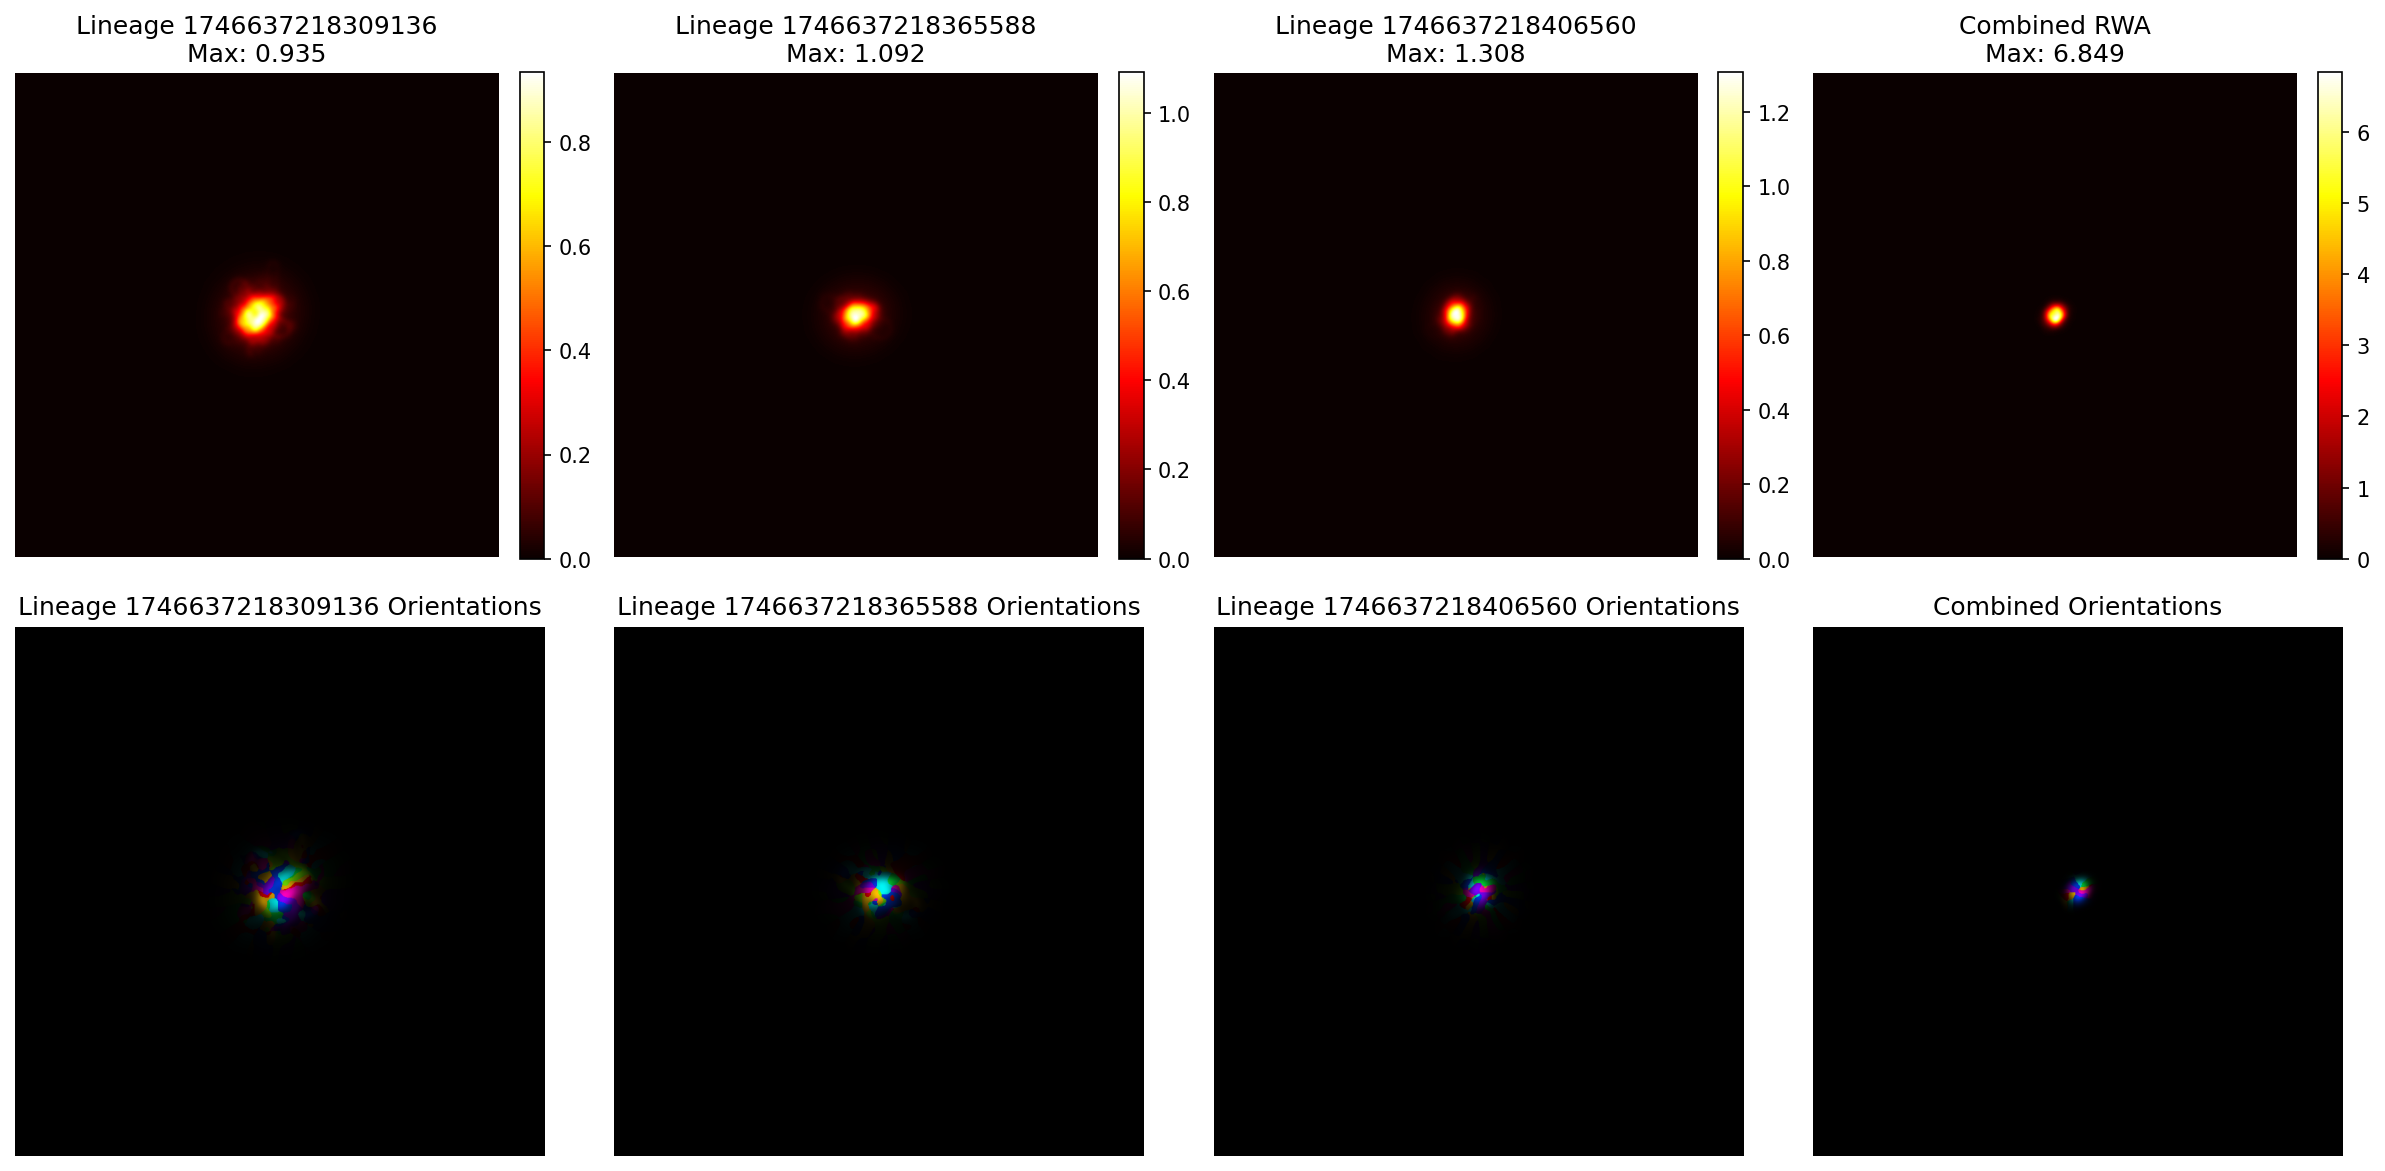 Lineage 1746637218309136
Max: 0.935
0.8
0.6
0.4
0.2
0.0
Lineage 1746637218365588
Max: 1.092
1.0
0.8
0.6
0.4
0.2
0.0
Lineage 1746637218406560
Max: 1.308
1.2
1.0
0.8
0.6
0.4
0.2
0.0
Combined RWA
Max: 6.849
6
5
4
3
2
1
0
Lineage 1746637218309136 Orientations
Lineage 1746637218365588 Orientations
Lineage 1746637218406560 Orientations
Combined Orientations